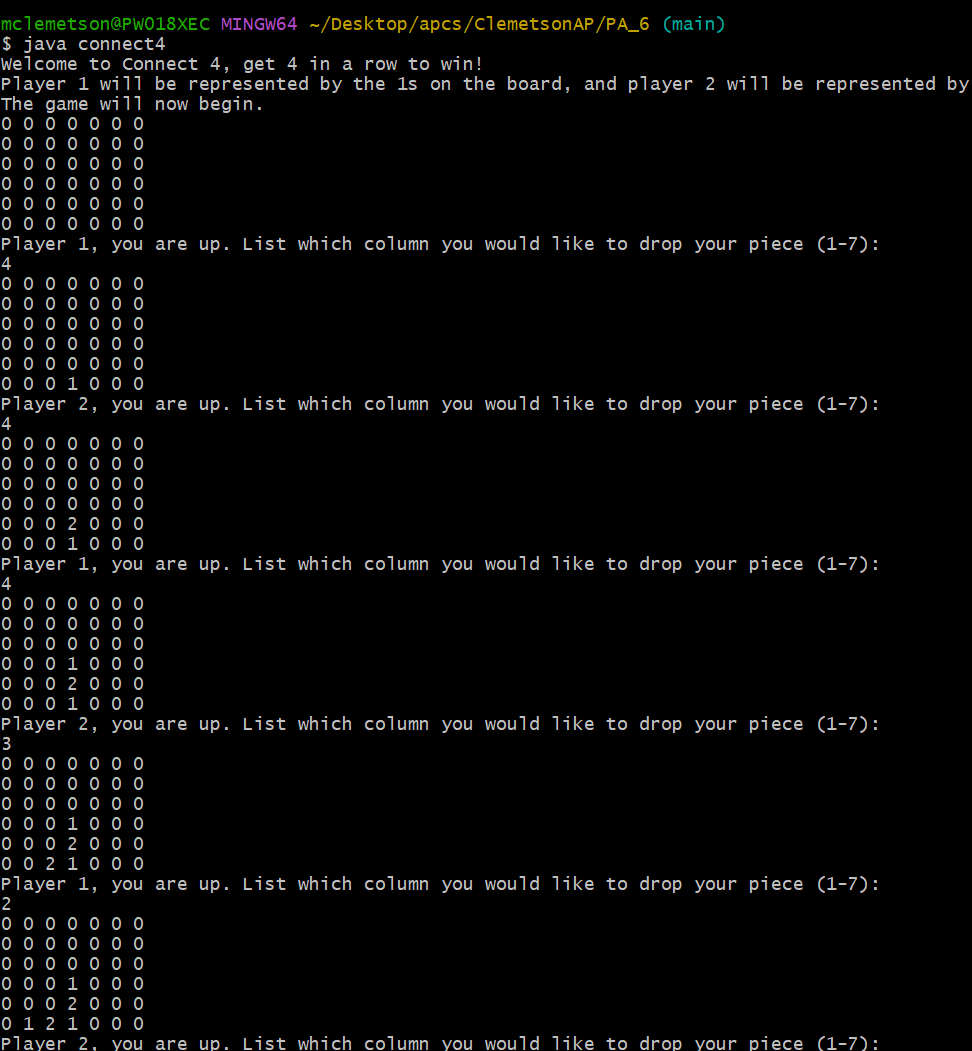 mclemetson@PW018XEC MINGW64 ~/Desktop/apcs/ClemetsonAP/PA_6 (main)
$ java connect4
Welcome to Connect 4, get 4 in a row to win!
Player 1 will be represented by the 1s on the board, and player 2 will be represented by
The game will now begin.
0 0 0 0 0 0 0
0 0 0 0 0 0 0
0 0 0 0 0 0 0
0 0 0 0 0 0 0
0 0 0 0 0 0 0
0 0 0 0 0 0 0
Player 1, you are up. List which column you would like to drop your piece (1-7):
4
0 0 0 0 0 0 0
0 0 0 0 0 0 0
0 0 0 0 0 0 0
0 0 0 0 0 0 0
0 0 0 0 0 0 0
0 0 0 1 0 0 0
Player 2, you are up. List which column you would like to drop your piece (1-7):
4
0 0 0 0 0 0 0
0 0 0 0 0 0 0
0 0 0 0 0 0 0
0 0 0 0 0 0 0
0 0 0 2 0 0 0
0 0 0 1 0 0 0
Player 1, you are up. List which column you would like to drop your piece (1-7):
4
0 0 0 0 0 0 0
0 0 0 0 0 0 0
0 0 0 0 0 0 0
0 0 0 1 0 0 0
0 0 0 2 0 0 0
0 0 0 1 0 0 0
Player 2, you are up. List which column you would like to drop your piece (1-7):
3
0 0 0 0 0 0 0
0 0 0 0 0 0 0
0 0 0 0 0 0 0
0 0 0 1 0 0 0
0 0 0 2 0 0 0
0 0 2 1 0 0 0
Player 1, you are up. List which column you would like to drop your piece (1-7):
2
0 0 0 0 0 0 0
0 0 0 0 0 0 0
0 0 0 0 0 0 0
0 0 0 1 0 0 0
0 0 0 2 0 0 0
0 1 2 1 0 0 0
Player 2, you are up. List which column you would like to drop your piece (1-7):